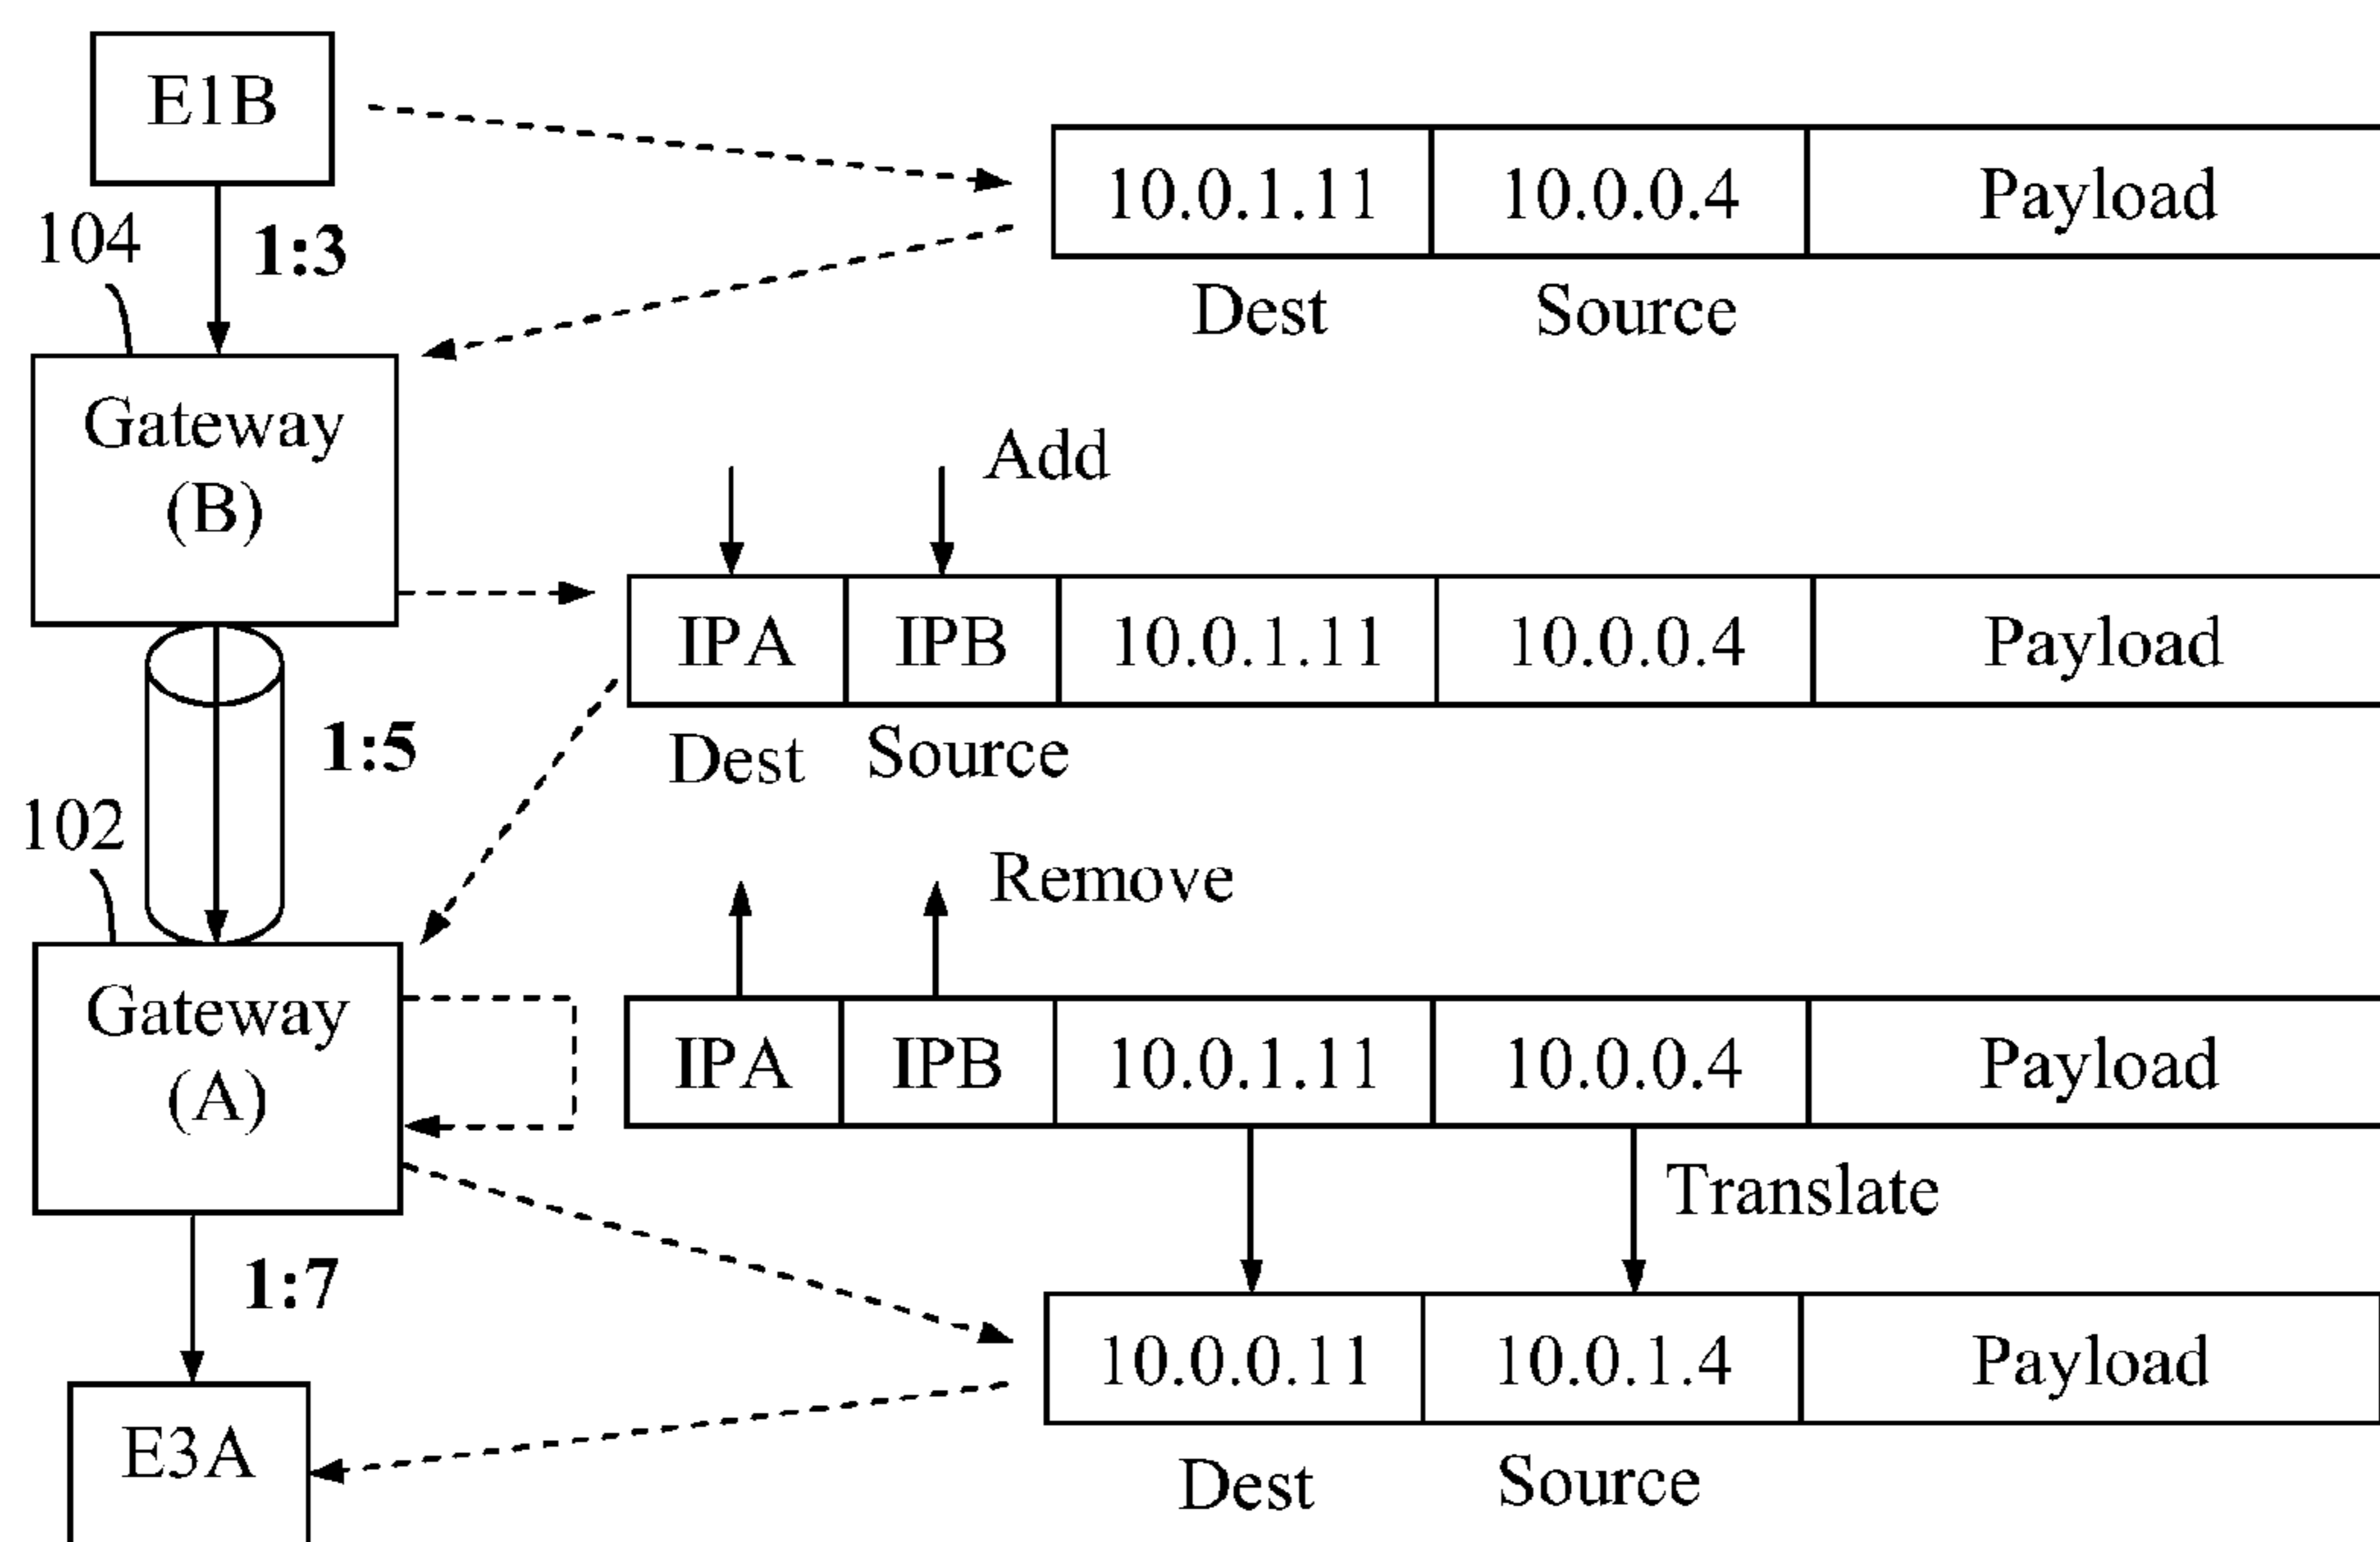 E1B
10.0.1.11 10.0.0.4 Payload
104 1:3
Dest Source
Gateway
(B)
Add
IPA IPB 10.0.1.11 10.0.0.4 Payload
1:5 Dest Source
102
Remove
Gateway
(A)
IPA IPB 10.0.1.11 10.0.0.4 Payload
Translate
1:7
10.0.0.11 10.0.1.4 Payload
E3A
Dest Source